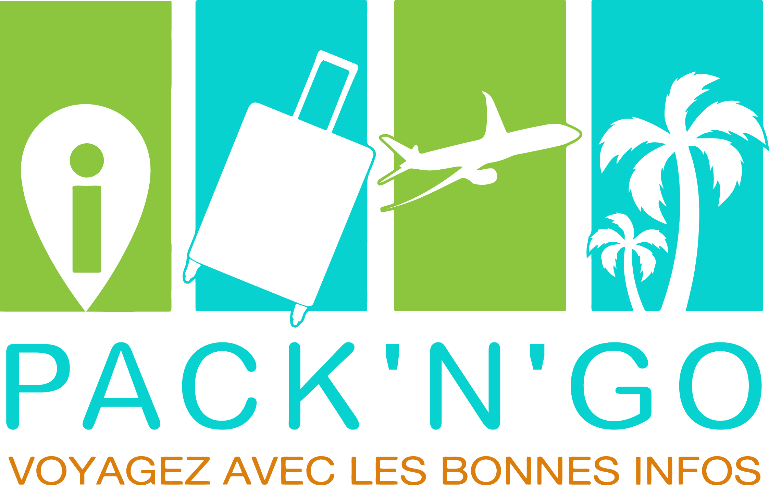 i
PACK'N'GO
VOYAGEZ AVEC LES BONNES INFOS